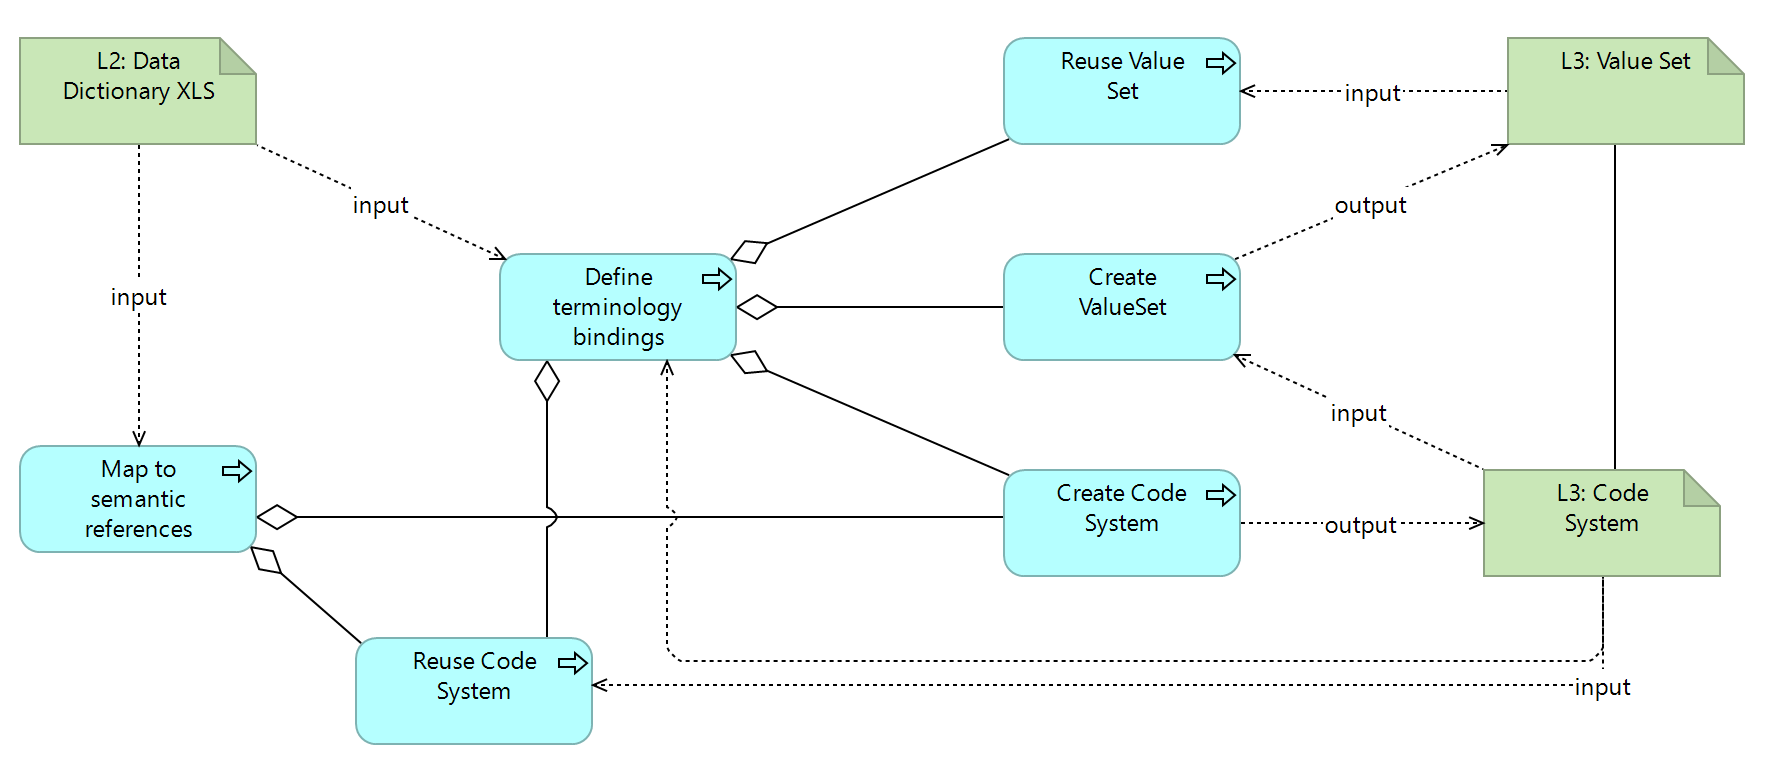 L2: Data
Dictionary XLS
Reuse Value
Set
L3: Value Set
input
input
output
Define
terminology
bindings
Create
ValueSet
input
input
Map to
semantic
references
Create Code
System
output
L3: Code
System
Reuse Code
System
input